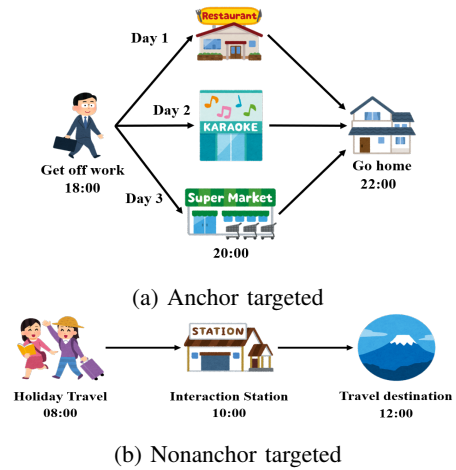 Restaurant
Day 1
Day 2
KARAOKE
Get off work
18:00
Go home
22:00
Day 3
Super Market
20:00
(a) Anchor targeted
STATION
Holiday Travel
08:00
Interaction Station
10:00
Travel destination
12:00
(b) Nonanchor targeted